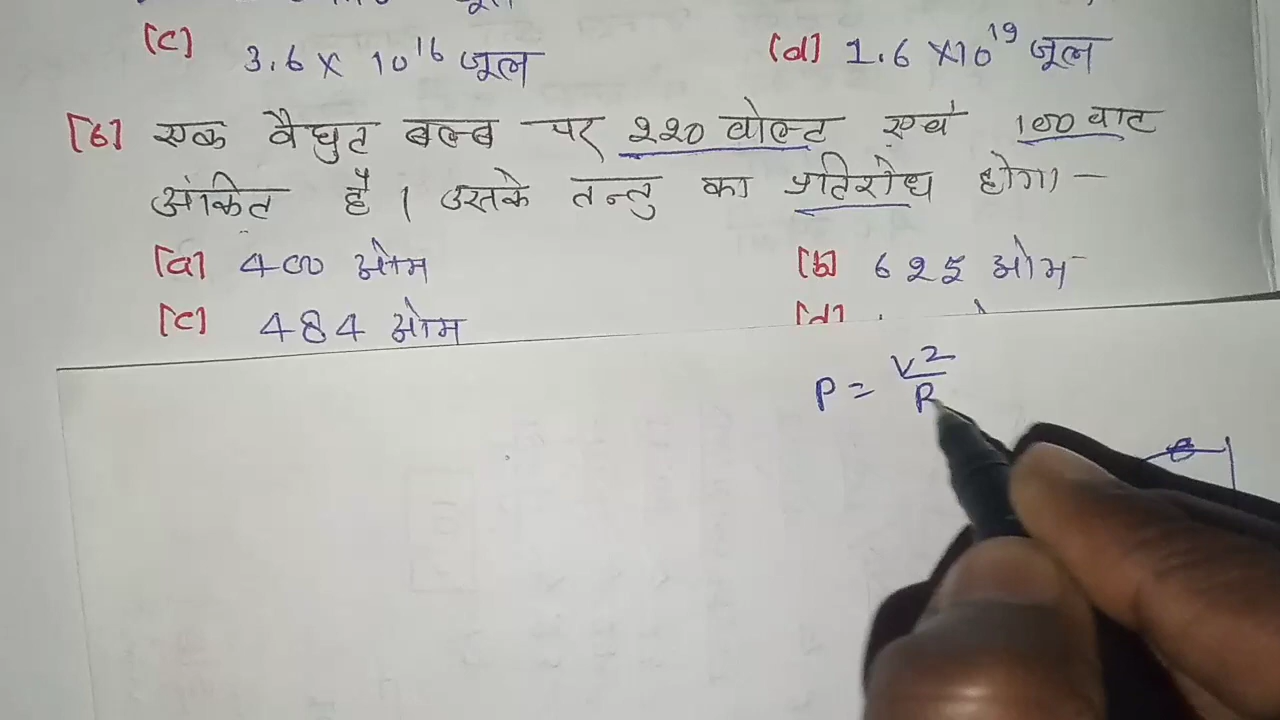 [c] 3.6 × 10¹⁶ जूल [d] 1.6 ×10¹⁹ जूल
[6] एक वैद्युत बल्ब पर 220 वोल्ट एवं 100 वाट
अंकित है। उसके तन्तु का प्रतिरोध होगा —
[a] 400 ओम [b] 625 ओम
[c] 484 ओम [d]
P = V²/R